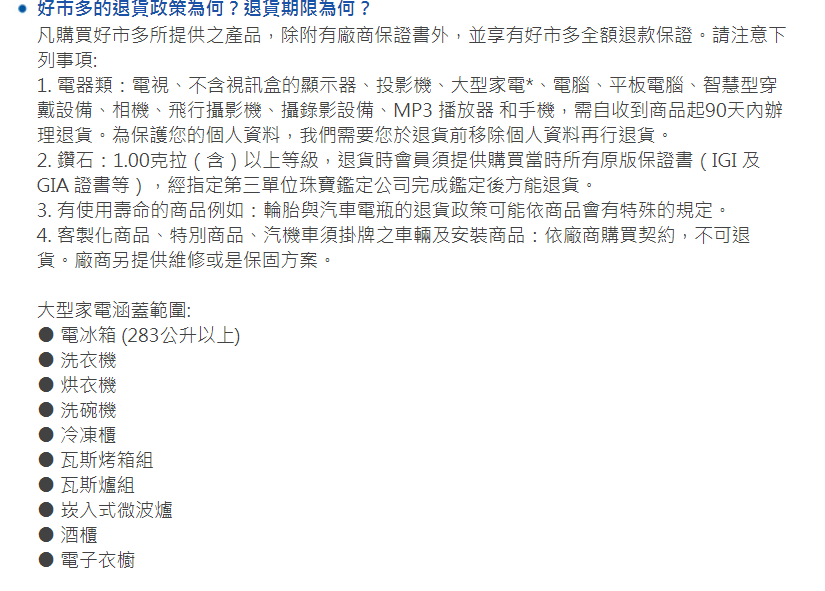 ● 好市多的退貨政策為何？退貨期限為何？
凡購買好市多所提供之產品，除附有廠商保證書外，並享有好市多全額退款保證。請注意下
列事項:
1. 電器類：電視、不含視訊盒的顯示器、投影機、大型家電*、電腦、平板電腦、智慧型穿
戴設備、相機、飛行攝影機、攝錄影設備、MP3 播放器 和手機，需自收到商品起90天內辦
理退貨。為保護您的個人資料，我們需要您於退貨前移除個人資料再行退貨。
2. 鑽石：1.00克拉（含）以上等級，退貨時會員須提供購買當時所有原版保證書（IGI 及
GIA 證書等），經指定第三單位珠寶鑑定公司完成鑑定後方能退貨。
3. 有使用壽命的商品例如：輪胎與汽車電瓶的退貨政策可能依商品會有特殊的規定。
4. 客製化商品、特別商品、汽機車須掛牌之車輛及安裝商品：依廠商購買契約，不可退
貨。廠商另提供維修或是保固方案。
大型家電涵蓋範圍:
● 電冰箱 (283公升以上)
● 洗衣機
● 烘衣機
● 洗碗機
● 冷凍櫃
● 瓦斯烤箱組
● 瓦斯爐組
● 崁入式微波爐
● 酒櫃
● 電子衣櫥